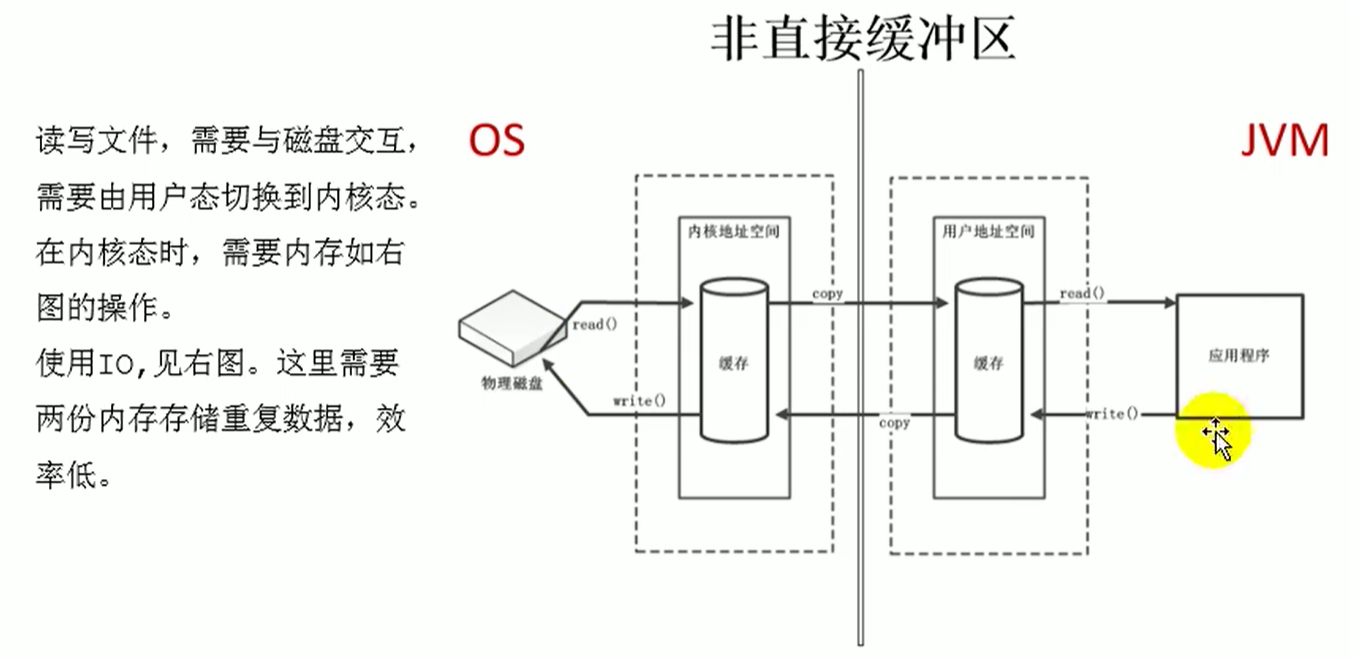 非直接缓冲区
读写文件，需要与磁盘交互，
需要由用户态切换到内核态。
在内核态时，需要内存如右
图的操作。
使用IO,见右图。这里需要
两份内存存储重复数据，效
率低。
OS
JVM
内核地址空间
用户地址空间
copy
read()
read()
物理磁盘
缓存
缓存
应用程序
write()
copy
write()